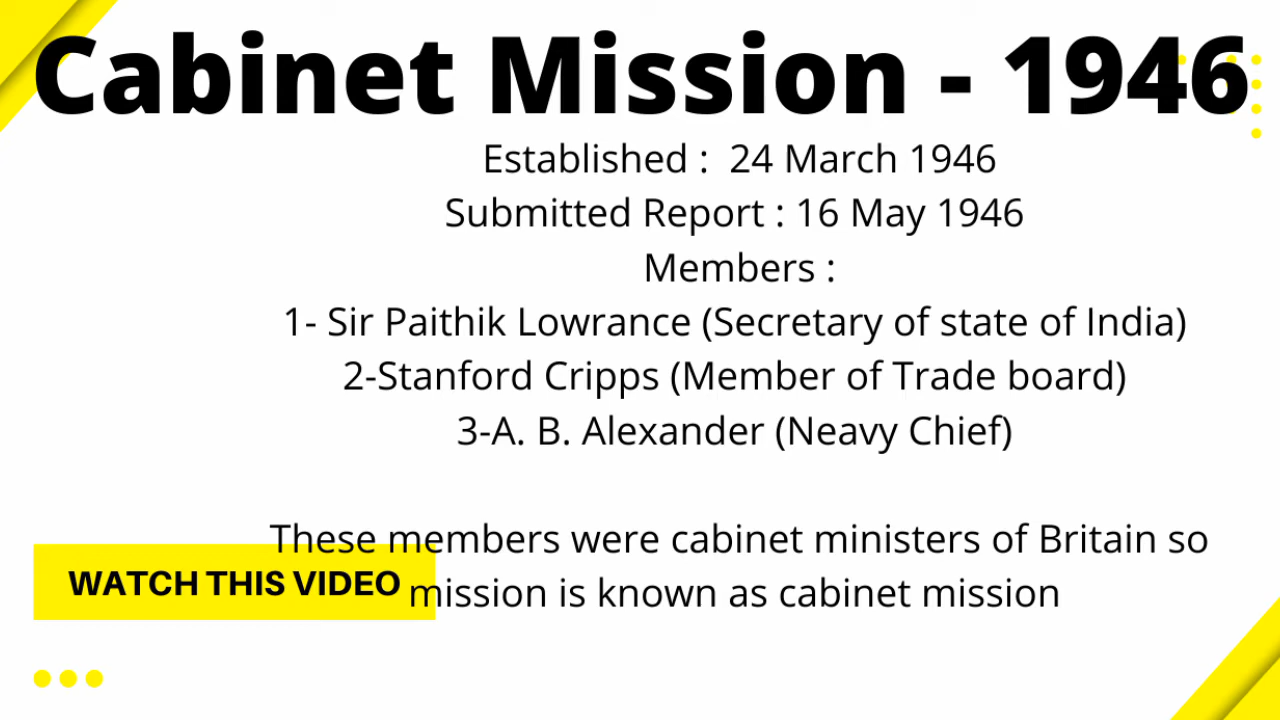 Cabinet Mission - 1946
Established :  24 March 1946
Submitted Report : 16 May 1946
Members :
1- Sir Paithik Lowrance (Secretary of state of India)
2-Stanford Cripps (Member of Trade board)
3-A. B. Alexander (Neavy Chief)
These members were cabinet ministers of Britain so
mission is known as cabinet mission
WATCH THIS VIDEO